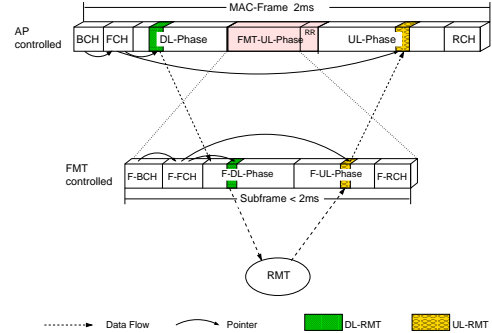 MAC-Frame 2ms
AP
controlled
BCH FCH DL-Phase FMT-UL-Phase RR UL-Phase RCH
FMT
controlled
F-BCH F-FCH F-DL-Phase F-UL-Phase F-RCH
Subframe < 2ms
RMT
Data Flow Pointer DL-RMT UL-RMT